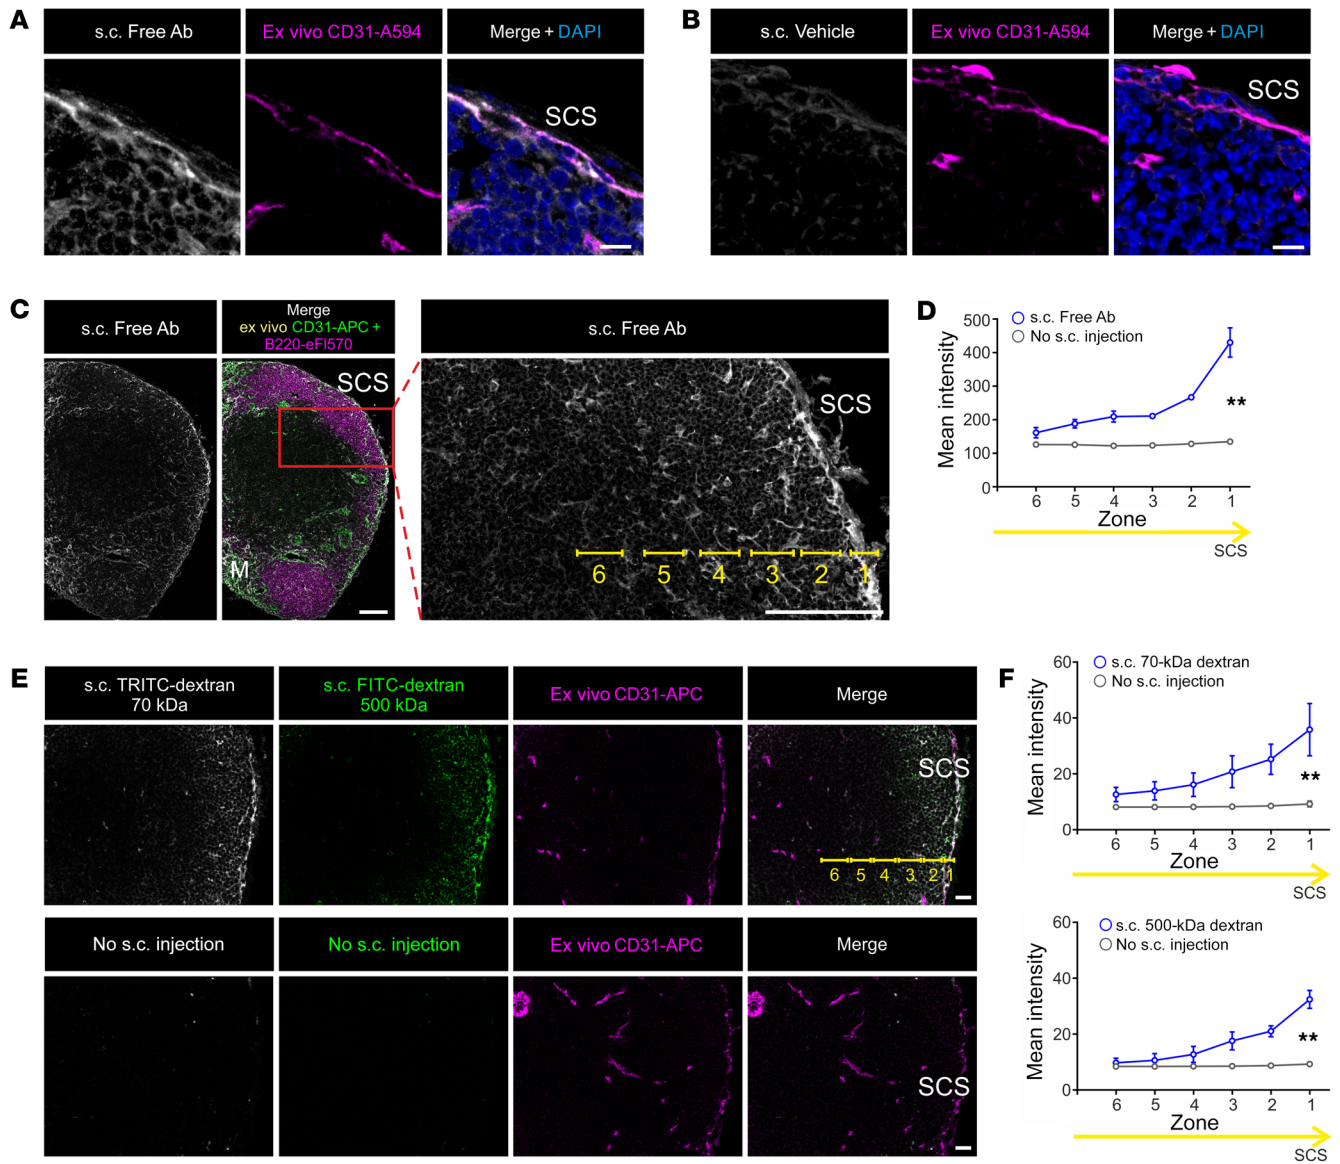 A
s.c. Free Ab
Ex vivo CD31-A594
Merge + DAPI
SCS
B
s.c. Vehicle
Ex vivo CD31-A594
Merge + DAPI
SCS
C
s.c. Free Ab
Merge
ex vivo CD31-APC +
B220-eFl570
SCS
M
s.c. Free Ab
SCS
6 5 4 3 2 1
D
s.c. Free Ab
No s.c. injection
Mean intensity
500
400
300
200
100
0
**
6 5 4 3 2 1
Zone
SCS
E
s.c. TRITC-dextran
70 kDa
s.c. FITC-dextran
500 kDa
Ex vivo CD31-APC
Merge
SCS
6 5 4 3 2 1
No s.c. injection
No s.c. injection
Ex vivo CD31-APC
Merge
SCS
F
s.c. 70-kDa dextran
No s.c. injection
Mean intensity
60
40
20
0
**
6 5 4 3 2 1
Zone
SCS
s.c. 500-kDa dextran
No s.c. injection
Mean intensity
60
40
20
0
**
6 5 4 3 2 1
Zone
SCS